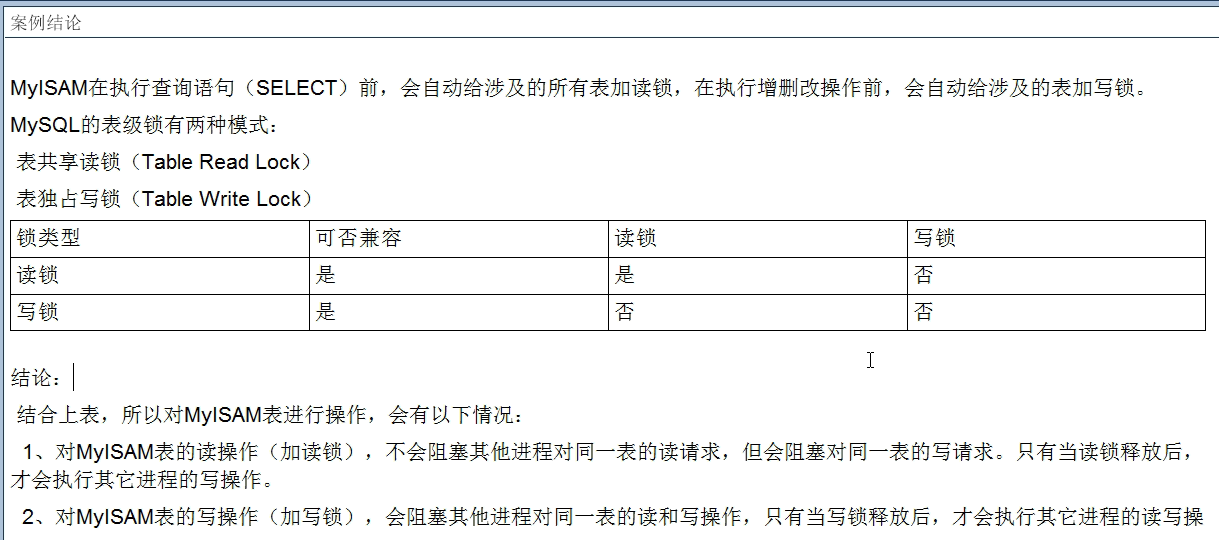 案例结论
MyISAM在执行查询语句（SELECT）前，会自动给涉及的所有表加读锁，在执行增删改操作前，会自动给涉及的表加写锁。
MySQL的表级锁有两种模式：
表共享读锁（Table Read Lock）
表独占写锁（Table Write Lock）
锁类型 可否兼容 读锁 写锁
读锁 是 是 否
写锁 是 否 否
结论：
结合上表，所以对MyISAM表进行操作，会有以下情况：
1、对MyISAM表的读操作（加读锁），不会阻塞其他进程对同一表的读请求，但会阻塞对同一表的写请求。只有当读锁释放后，
才会执行其它进程的写操作。
2、对MyISAM表的写操作（加写锁），会阻塞其他进程对同一表的读和写操作，只有当写锁释放后，才会执行其它进程的读写操